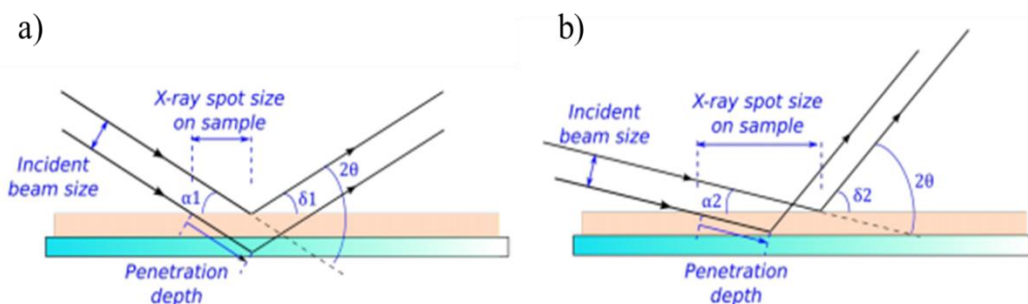 a)
X-ray spot size
on sample
Incident
beam size
α1
δ1
2θ
Penetration
depth
b)
X-ray spot size
on sample
Incident
beam size
α2
δ2
2θ
Penetration
depth